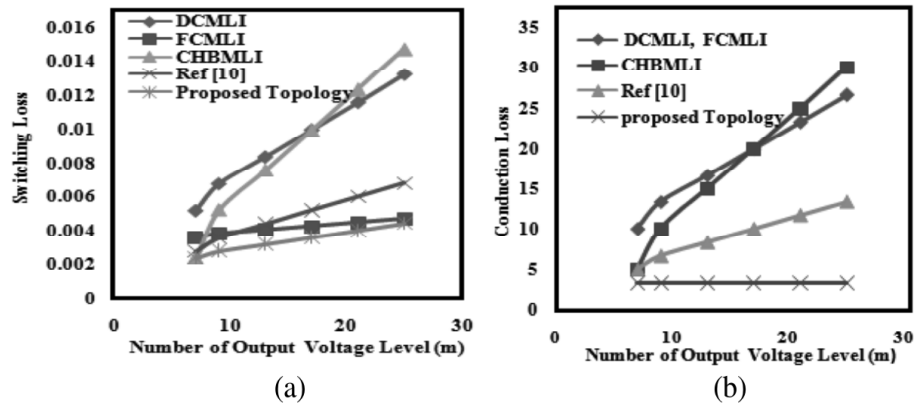 (a)
0.016
0.014
0.012
0.01
0.008
0.006
0.004
0.002
0
Switching Loss
DCMLI
FCMLI
CHBMLI
Ref [10]
Proposed Topology
0 10 20 30
Number of Output Voltage Level (m)
(a)
(b)
35
30
25
20
15
10
5
0
Conduction Loss
DCMLI, FCMLI
CHBMLI
Ref [10]
proposed Topology
0 10 20 30
Number of Output Voltage Level (m)
(b)